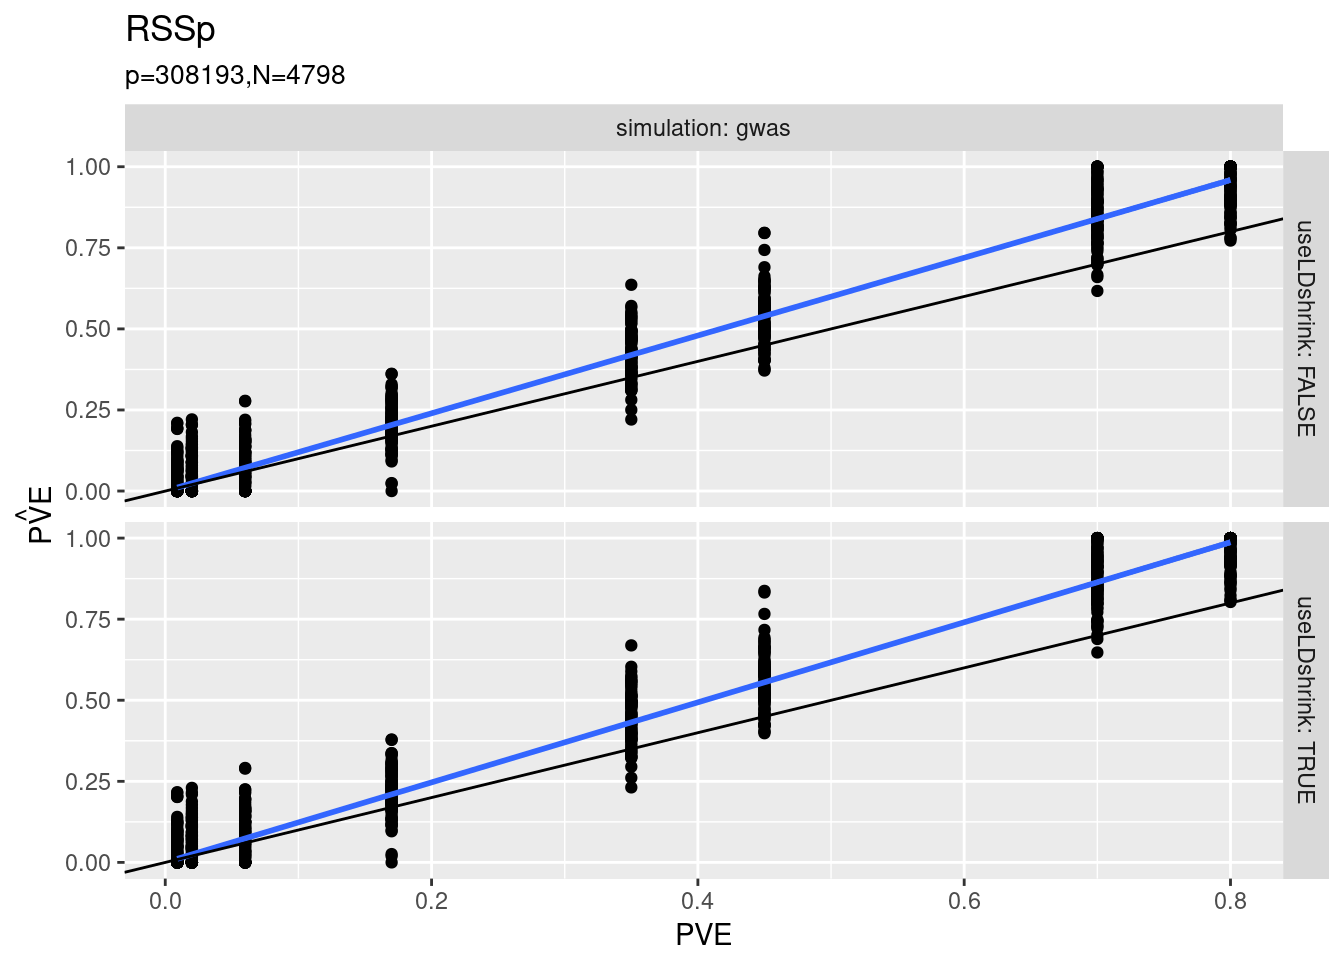 RSSp
p=308193,N=4798
simulation: gwas
1.00
0.75
0.50
0.25
0.00
useLDshrink: FALSE
PV̂E
1.00
0.75
0.50
0.25
0.00
useLDshrink: TRUE
0.0 0.2 0.4 0.6 0.8
PVE